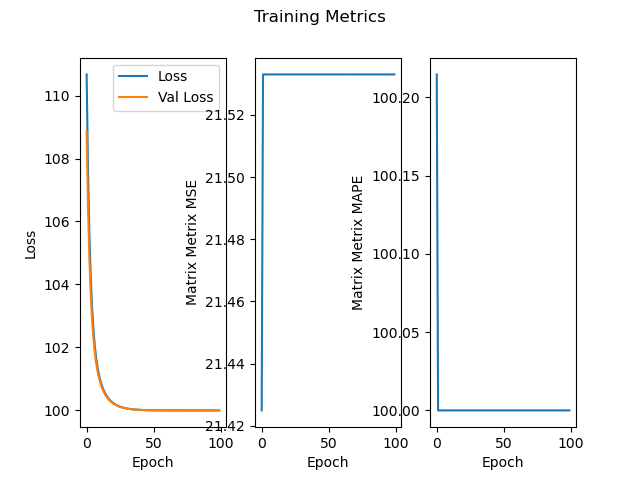 Training Metrics
Loss
Val Loss
Loss
110
108
106
104
102
100
0
50
100
Epoch
Matrix Metrix MSE
21.52
21.50
21.48
21.46
21.44
21.42
0
50
100
Epoch
Matrix Metrix MAPE
100.20
100.15
100.10
100.05
100.00
0
50
100
Epoch